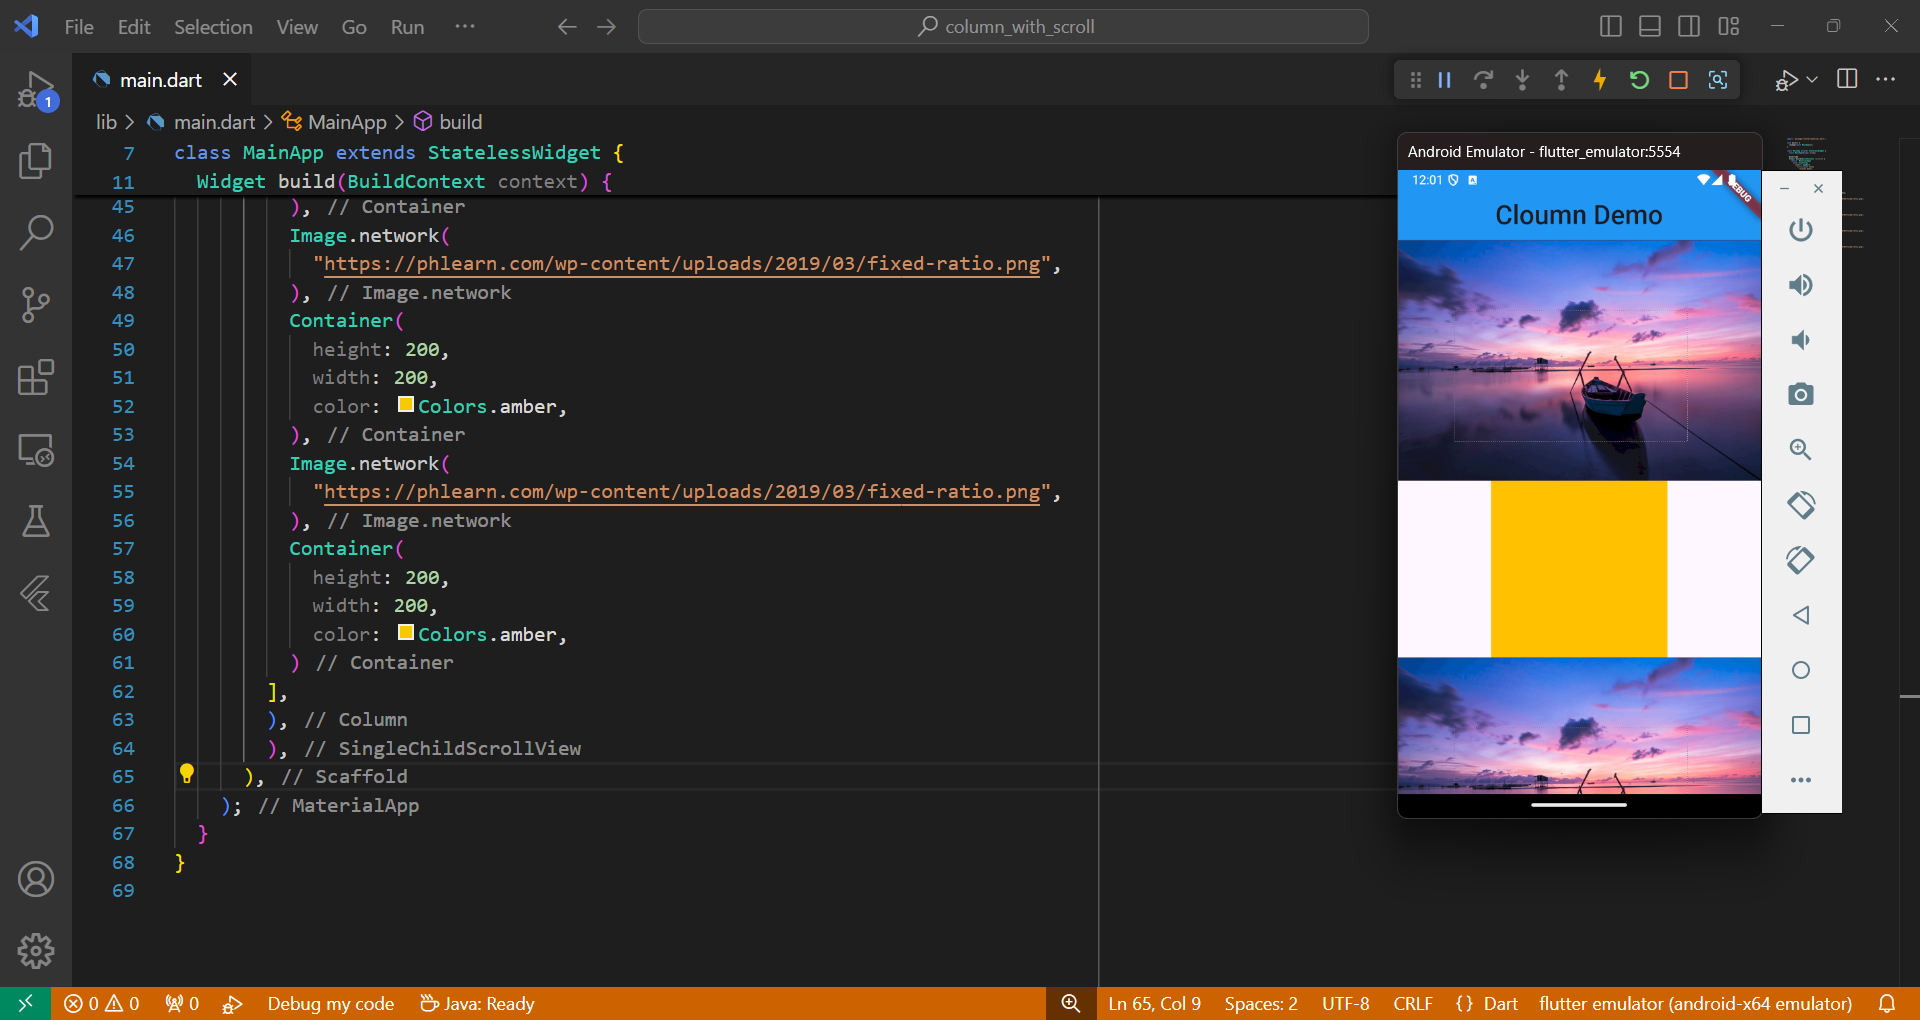 File Edit Selection View Go Run ··· column_with_scroll
main.dart
lib > main.dart > MainApp > build
7 class MainApp extends StatelessWidget {
11 Widget build(BuildContext context) {
45 ), // Container
46 Image.network(
47 "https://phlearn.com/wp-content/uploads/2019/03/fixed-ratio.png",
48 ), // Image.network
49 Container(
50 height: 200,
51 width: 200,
52 color: Colors.amber,
53 ), // Container
54 Image.network(
55 "https://phlearn.com/wp-content/uploads/2019/03/fixed-ratio.png",
56 ), // Image.network
57 Container(
58 height: 200,
59 width: 200,
60 color: Colors.amber,
61 ) // Container
62 ],
63 ), // Column
64 ), // SingleChildScrollView
65 ), // Scaffold
66 ); // MaterialApp
67 }
68 }
69
1
Android Emulator - flutter_emulator:5554
12:01
DEBUG
Cloumn Demo
0 0 0 Debug my code Java: Ready Ln 65, Col 9 Spaces: 2 UTF-8 CRLF {} Dart flutter emulator (android-x64 emulator)